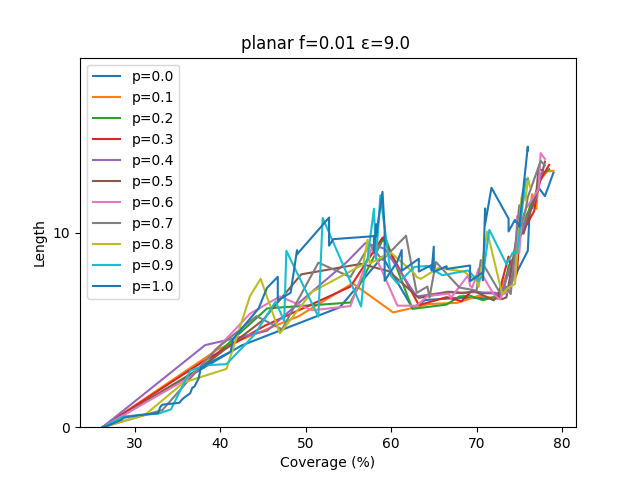 planar f=0.01 ε=9.0
p=0.0
p=0.1
p=0.2
p=0.3
p=0.4
p=0.5
p=0.6
p=0.7
p=0.8
p=0.9
p=1.0
Length
10
0
30 40 50 60 70 80
Coverage (%)